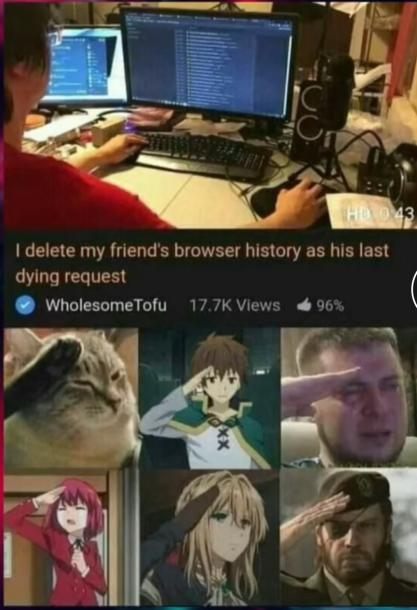 HD 0:43
I delete my friend's browser history as his last
dying request
WholesomeTofu 17.7K Views 96%